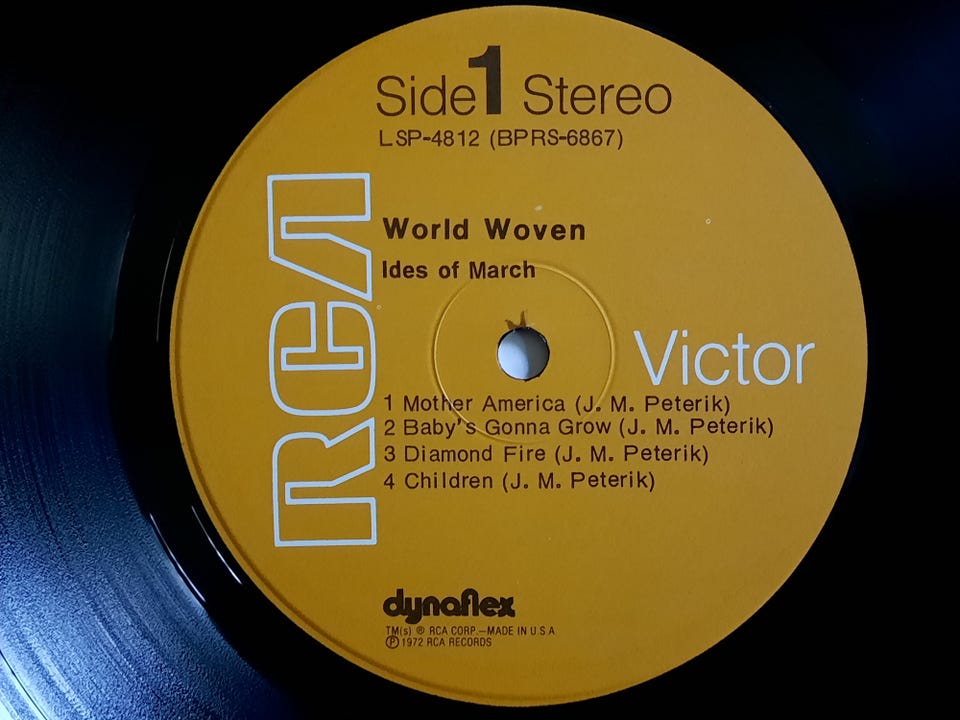 Side 1 Stereo
LSP-4812 (BPRS-6867)
RCA
World Woven
Ides of March
Victor
1 Mother America (J. M. Peterik)
2 Baby's Gonna Grow (J. M. Peterik)
3 Diamond Fire (J. M. Peterik)
4 Children (J. M. Peterik)
dynaflex
TM(s) ® RCA CORP.—MADE IN U.S.A.
Ⓟ 1972 RCA RECORDS